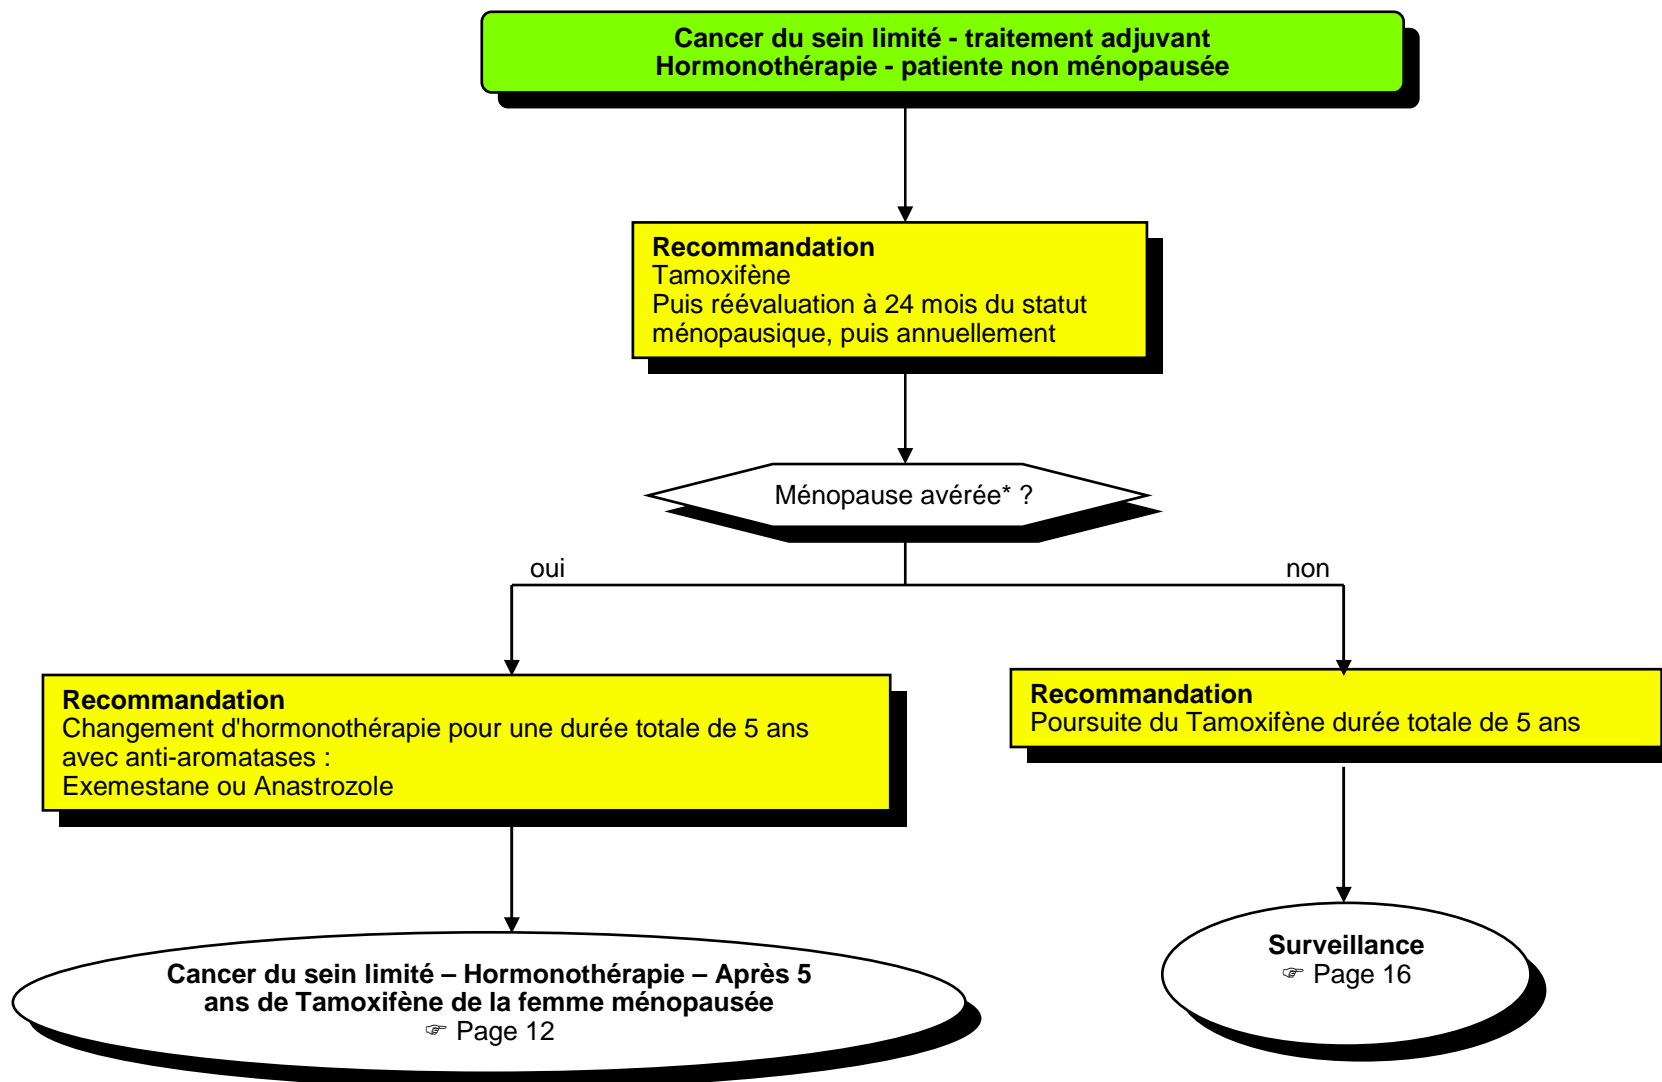 Cancer du sein limité - traitement adjuvant
Hormonothérapie - patiente non ménopausée
Recommandation
Tamoxifène
Puis réévaluation à 24 mois du statut
ménopausique, puis annuellement
Ménopause avérée* ?
oui
non
Recommandation
Changement d'hormonothérapie pour une durée totale de 5 ans
avec anti-aromatases :
Exemestane ou Anastrozole
Recommandation
Poursuite du Tamoxifène durée totale de 5 ans
Cancer du sein limité – Hormonothérapie – Après 5
ans de Tamoxifène de la femme ménopausée
☞ Page 12
Surveillance
☞ Page 16